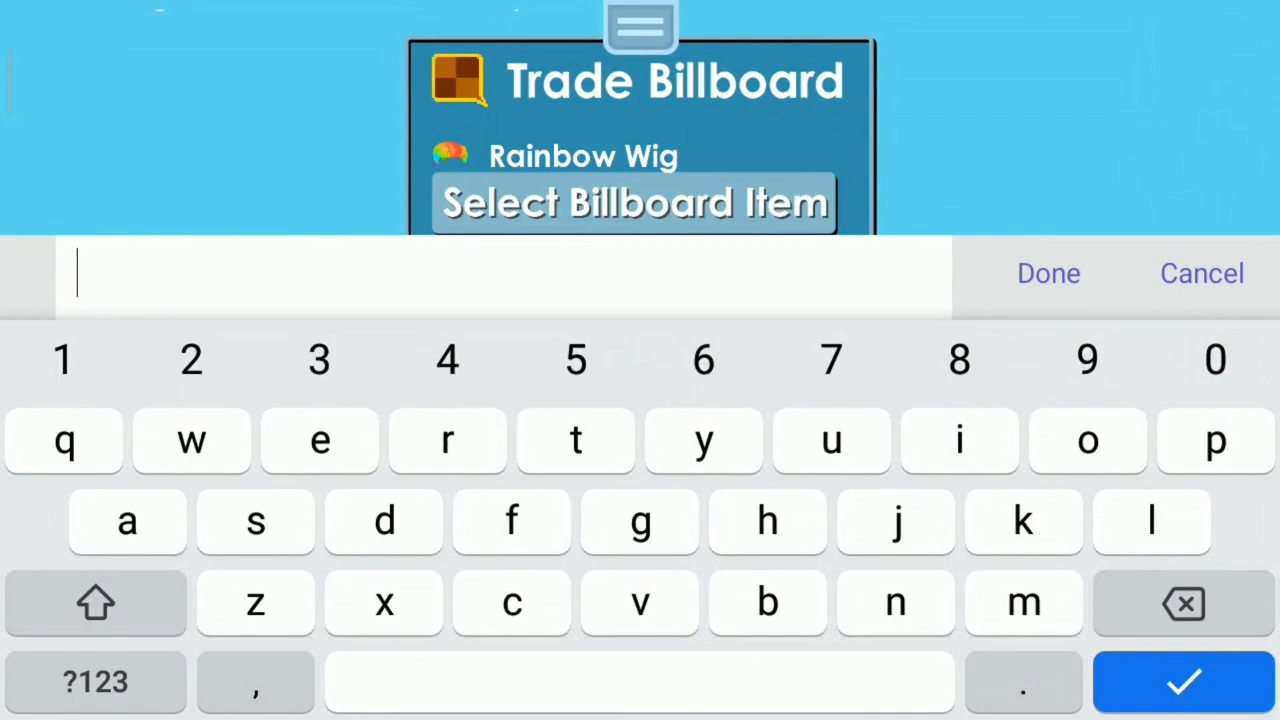 Trade Billboard
Rainbow Wig
Select Billboard Item
Done Cancel
1 2 3 4 5 6 7 8 9 0
q w e r t y u i o p
a s d f g h j k l
z x c v b n m
?123 , .